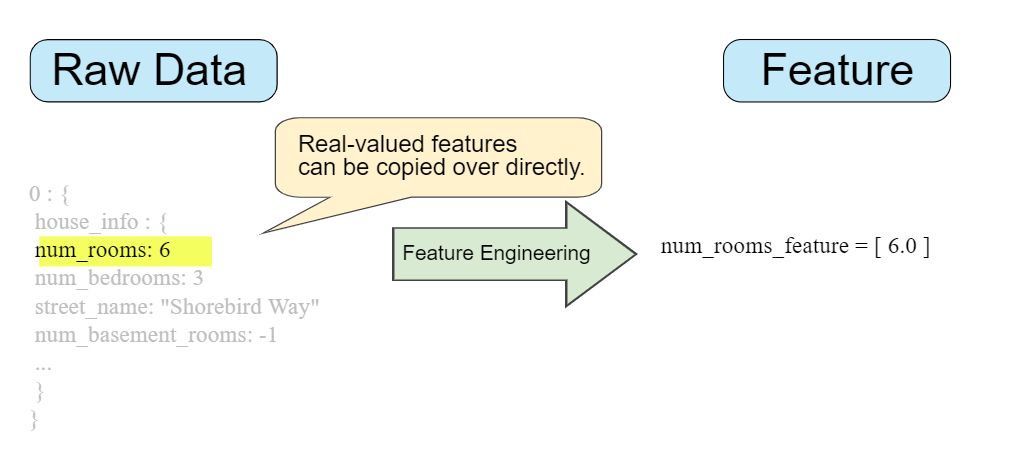 Raw Data
Feature
Real-valued features
can be copied over directly.
0 : {
house_info : {
num_rooms: 6
num_bedrooms: 3
street_name: "Shorebird Way"
num_basement_rooms: -1
...
}
}
Feature Engineering
num_rooms_feature = [ 6.0 ]